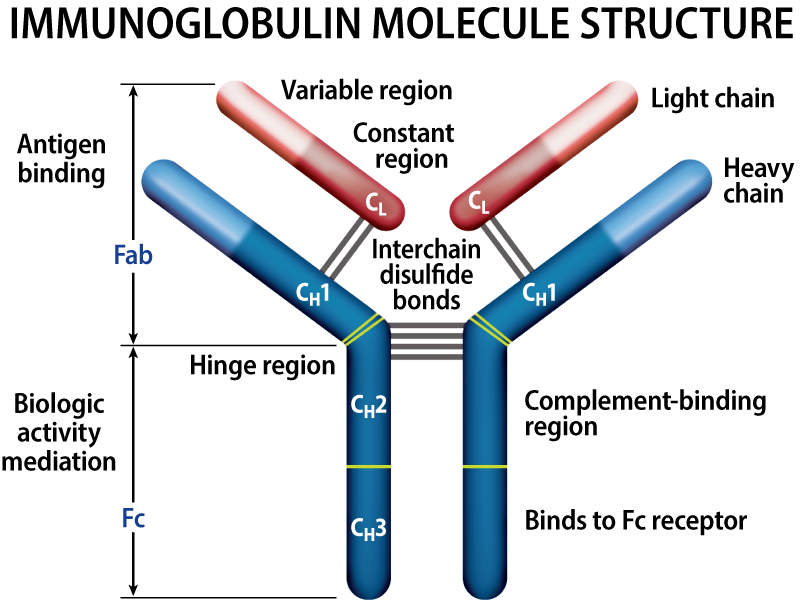 IMMUNOGLOBULIN MOLECULE STRUCTURE
Variable region
Light chain
Constant
region
Antigen
binding
Heavy
chain
CL
CL
Interchain
disulfide
bonds
Fab
CH1
CH1
Hinge region
Biologic
activity
mediation
CH2
Complement-binding
region
Fc
CH3
Binds to Fc receptor